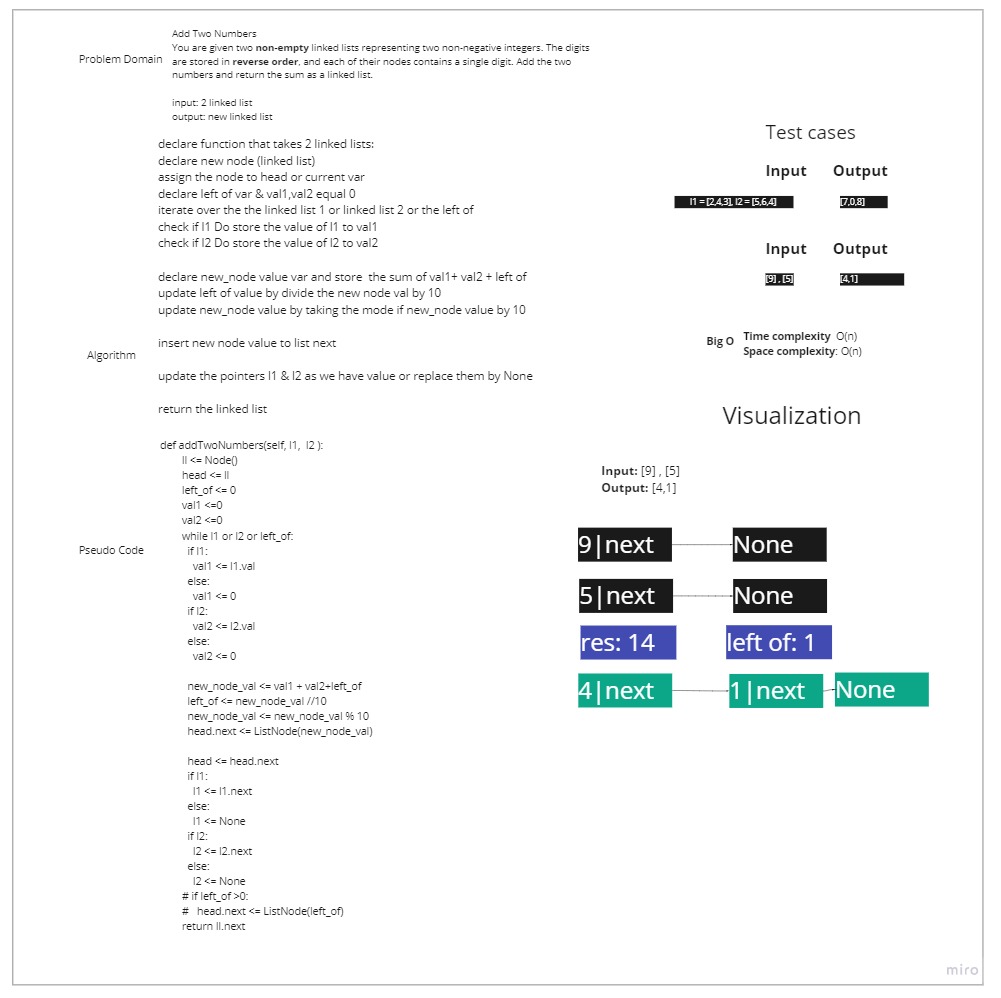 Add Two Numbers
Problem Domain
You are given two non-empty linked lists representing two non-negative integers. The digits
are stored in reverse order, and each of their nodes contains a single digit. Add the two
numbers and return the sum as a linked list.
input: 2 linked list
output: new linked list
Algorithm
declare function that takes 2 linked lists:
declare new node (linked list)
assign the node to head or current var
declare left of var & val1,val2 equal 0
iterate over the the linked list 1 or linked list 2 or the left of
check if l1 Do store the value of l1 to val1
check if l2 Do store the value of l2 to val2
declare new_node value var and store the sum of val1+ val2 + left of
update left of value by divide the new node val by 10
update new_node value by taking the mode if new_node value by 10
insert new node value to list next
update the pointers l1 & l2 as we have value or replace them by None
return the linked list
Pseudo Code
def addTwoNumbers(self, l1, l2 ):
ll <= Node()
head <= ll
left_of <= 0
val1 <=0
val2 <=0
while l1 or l2 or left_of:
if l1:
val1 <= l1.val
else:
val1 <= 0
if l2:
val2 <= l2.val
else:
val2 <= 0
new_node_val <= val1 + val2+left_of
left_of <= new_node_val //10
new_node_val <= new_node_val % 10
head.next <= ListNode(new_node_val)
head <= head.next
if l1:
l1 <= l1.next
else:
l1 <= None
if l2:
l2 <= l2.next
else:
l2 <= None
# if left_of >0:
# head.next <= ListNode(left_of)
return ll.next
Test cases
Input Output
l1 = [2,4,3], l2 = [5,6,4] [7,0,8]
Input Output
[9] , [5] [4,1]
Big O
Time complexity O(n)
Space complexity: O(n)
Visualization
Input: [9] , [5]
Output: [4,1]
9|next None
5|next None
res: 14 left of: 1
4|next 1|next None
miro